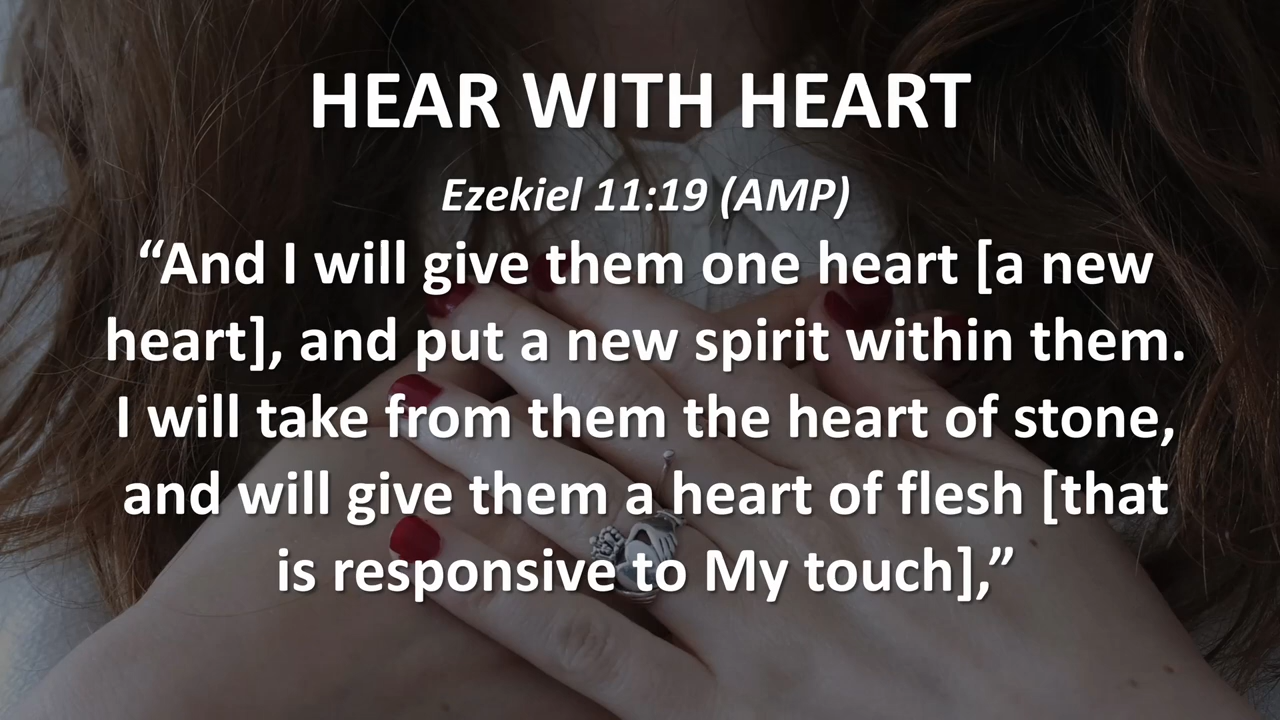 HEAR WITH HEART
Ezekiel 11:19 (AMP)
“And I will give them one heart [a new
heart], and put a new spirit within them.
I will take from them the heart of stone,
and will give them a heart of flesh [that
is responsive to My touch],”